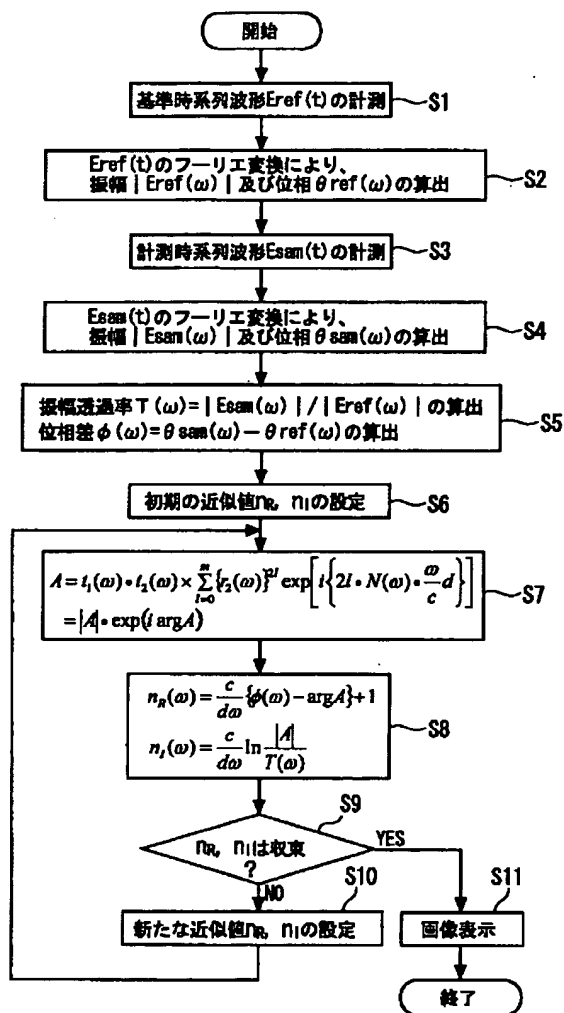 開始
基準時系列波形Eref(t)の計測
S1
Eref(t)のフーリエ変換により、
振幅|Eref(ω)|及び位相θref(ω)の算出
S2
計測時系列波形Esam(t)の計測
S3
Esam(t)のフーリエ変換により、
振幅|Esam(ω)|及び位相θsam(ω)の算出
S4
振幅透過率T(ω)=|Esam(ω)|/|Eref(ω)|の算出
位相差φ(ω)=θsam(ω)−θref(ω)の算出
S5
初期の近似値nR, nIの設定
S6
A=t₁(ω)•t₂(ω)×∑_{l=0}^{m}{r₂(ω)}^{2l} exp[i{2l•N(ω)•ω/c d}]
=|A|•exp(i argA)
S7
n_R(ω)=c/dω{φ(ω)−argA}+1
n_I(ω)=c/dω ln |A|/T(ω)
S8
S9
nR, nIは収束
?
YES
NO
S10
S11
新たな近似値nR, nIの設定
画像表示
終了